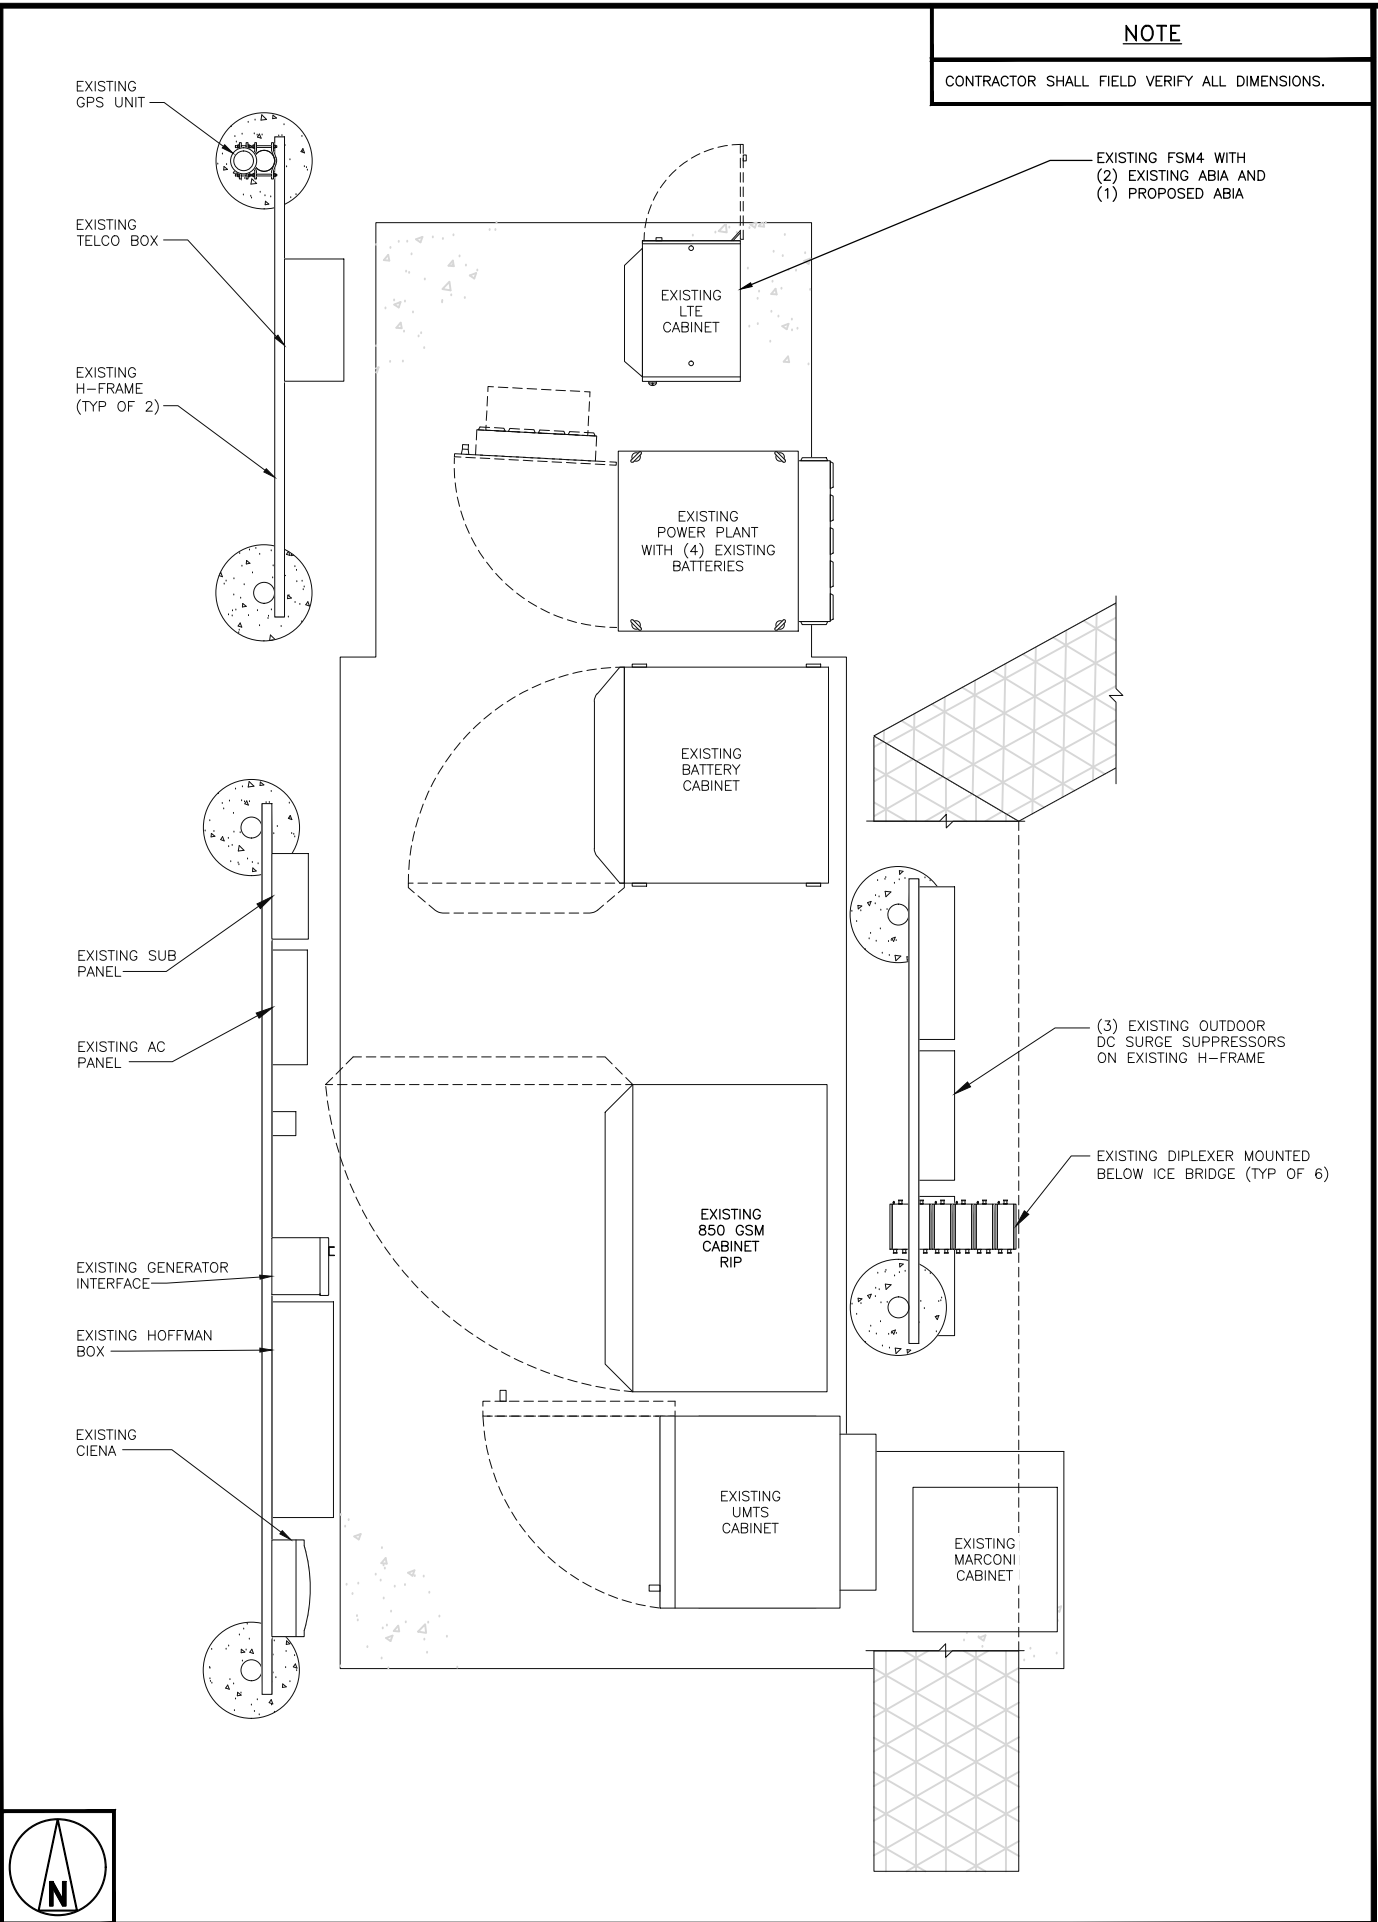 NOTE
CONTRACTOR SHALL FIELD VERIFY ALL DIMENSIONS.
EXISTING
GPS UNIT
EXISTING FSM4 WITH
(2) EXISTING ABIA AND
(1) PROPOSED ABIA
EXISTING
TELCO BOX
EXISTING
LTE
CABINET
EXISTING
H-FRAME
(TYP OF 2)
EXISTING
POWER PLANT
WITH (4) EXISTING
BATTERIES
EXISTING
BATTERY
CABINET
EXISTING SUB
PANEL
EXISTING AC
PANEL
(3) EXISTING OUTDOOR
DC SURGE SUPPRESSORS
ON EXISTING H-FRAME
EXISTING DIPLEXER MOUNTED
BELOW ICE BRIDGE (TYP OF 6)
EXISTING
850 GSM
CABINET
RIP
EXISTING GENERATOR
INTERFACE
EXISTING HOFFMAN
BOX
EXISTING
CIENA
EXISTING
UMTS
CABINET
EXISTING
MARCONI
CABINET
N